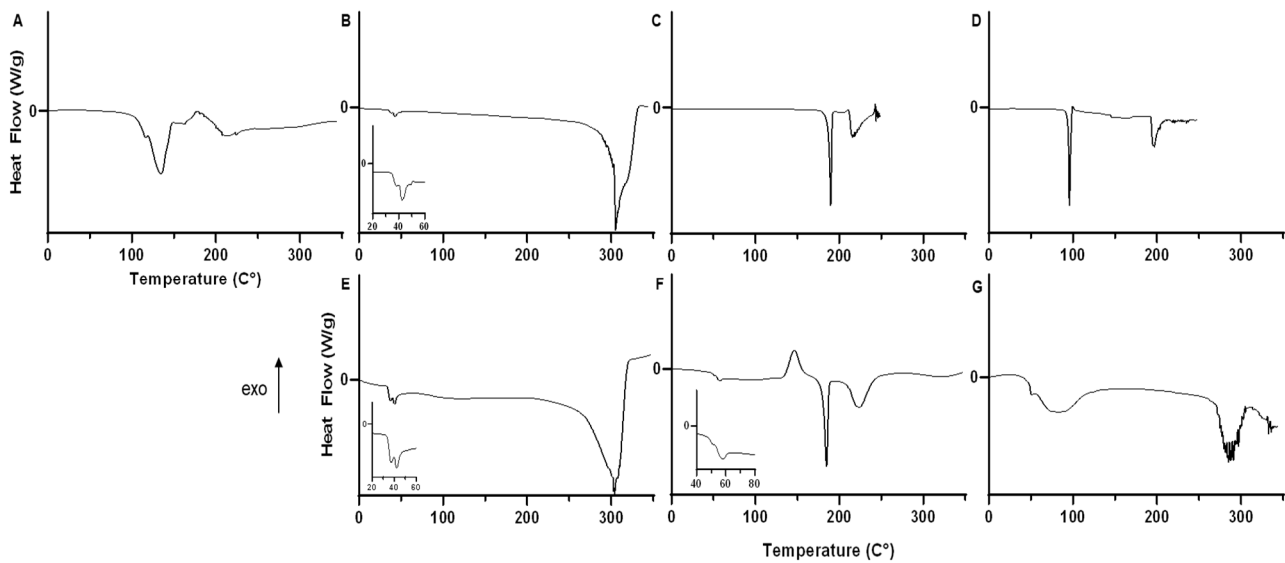 A B C D
Heat Flow (W/g)
0 0 0 0
0
20 40 60
0 100 200 300 0 100 200 300 0 100 200 300 0 100 200 300
Temperature (C°)
E F G
Heat Flow (W/g)
exo
0 0 0
0 0
20 40 60 40 60 80
0 100 200 300 0 100 200 300 0 100 200 300
Temperature (C°)